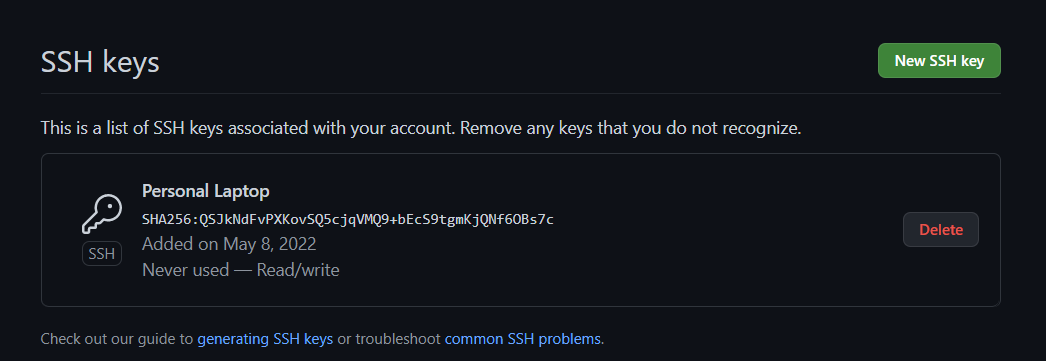 SSH keys
New SSH key
This is a list of SSH keys associated with your account. Remove any keys that you do not recognize.
Personal Laptop
SHA256:QSJkNdFvPXKovSQ5cjqVMQ9+bEcS9tgmKjQNf6OBs7c
Added on May 8, 2022
Never used — Read/write
SSH
Delete
Check out our guide to generating SSH keys or troubleshoot common SSH problems.